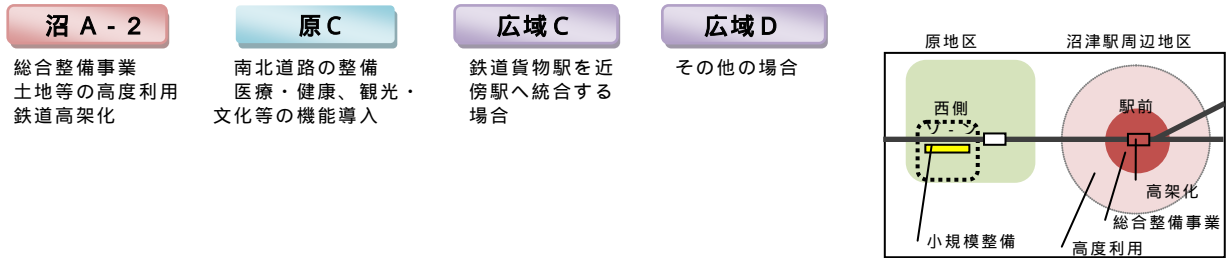 沼 A - 2
総合整備事業
土地等の高度利用
鉄道高架化
原 C
南北道路の整備
医療・健康、観光・
文化等の機能導入
広域 C
鉄道貨物駅を近
傍駅へ統合する
場合
広域 D
その他の場合
原地区
沼津駅周辺地区
西側
ゾ - ン
駅前
高架化
総合整備事業
小規模整備
高度利用